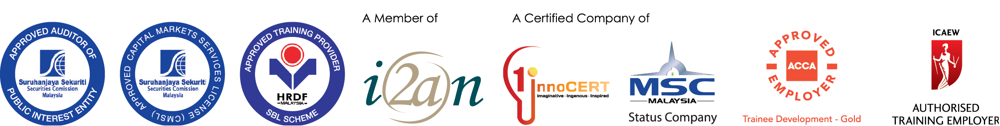 APPROVED AUDITOR OF
Suruhanjaya Sekuriti
Securities Comission
Malaysia
PUBLIC INTEREST ENTITY
APPROVED CAPITAL MARKETS SERVICES LICENSE (CMSL)
Suruhanjaya Sekuriti
Securities Comission
Malaysia
APPROVED TRAINING PROVIDER
HRDF
MALAYSIA
SBL SCHEME
A Member of
i2an
A Certified Company of
1innoCERT
imaginative · Ingenous · Inspired
MSC
MALAYSIA
Status Company
APPROVED
ACCA
EMPLOYER
Trainee Development - Gold
ICAEW
AUTHORISED
TRAINING EMPLOYER